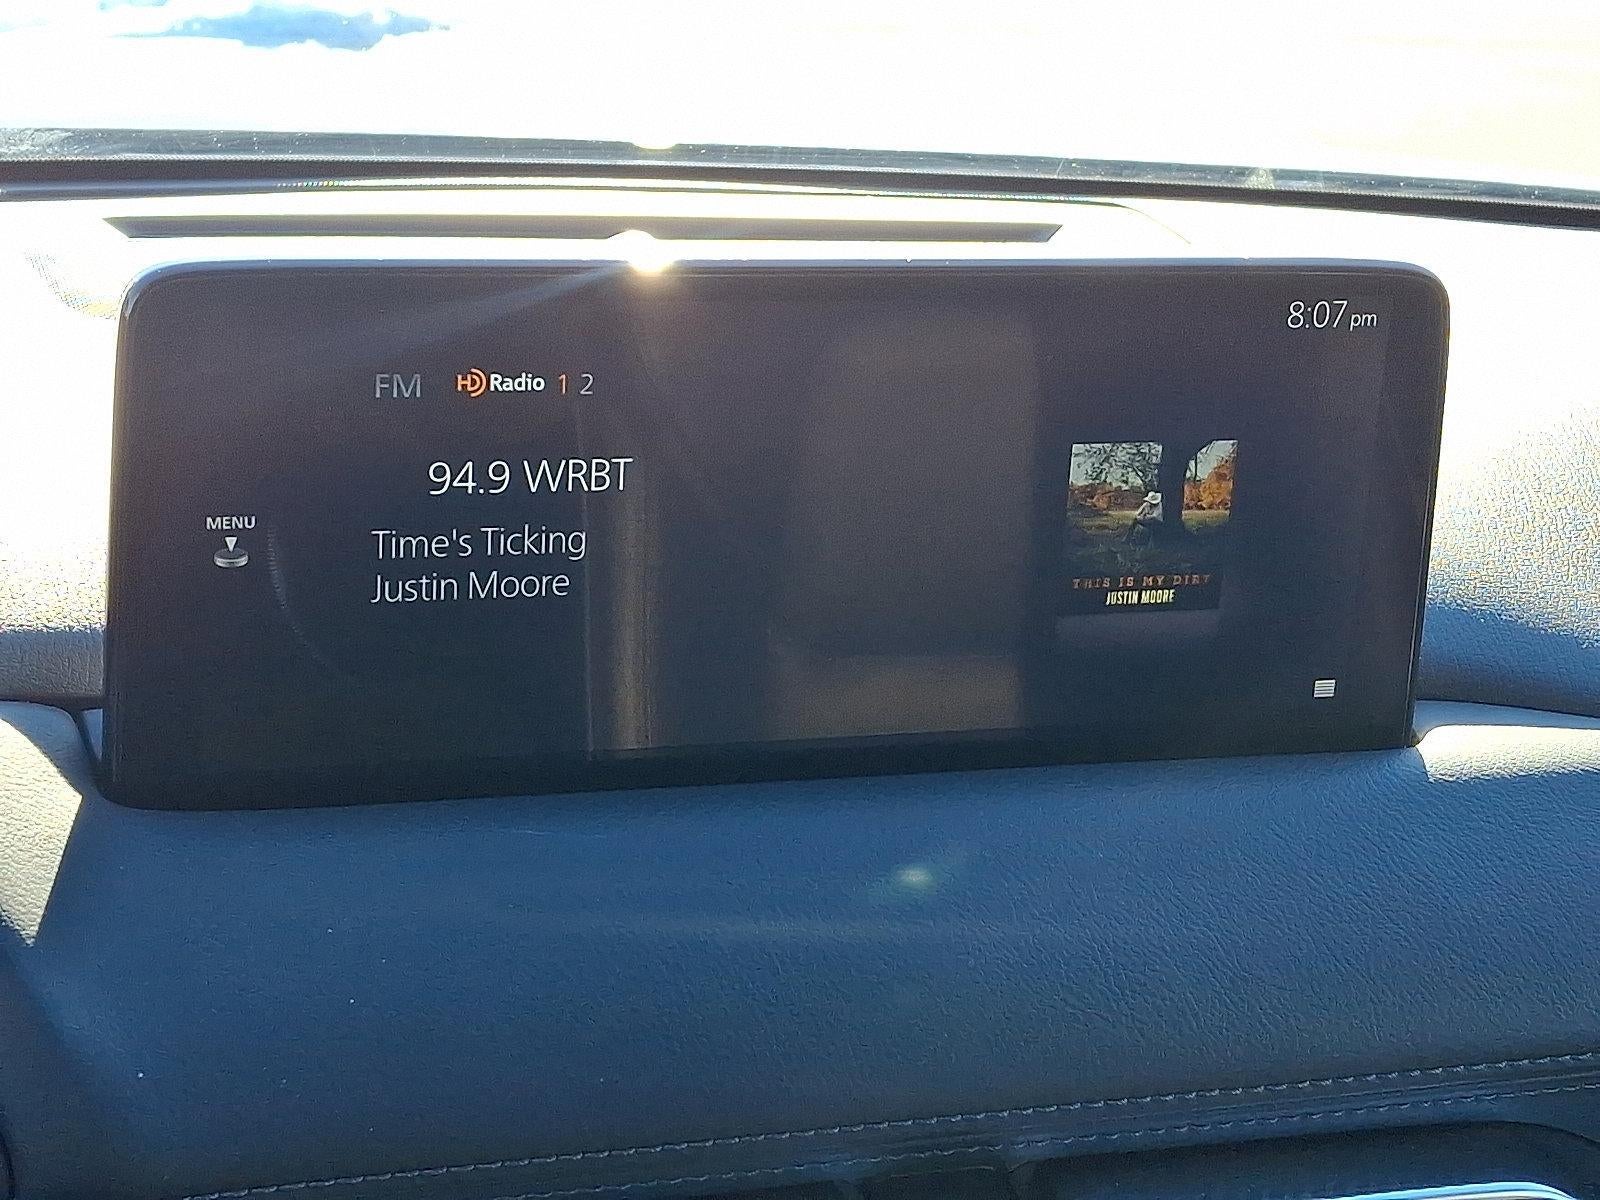 8:07 pm
FM HD Radio 1 2
94.9 WRBT
MENU
Time's Ticking
Justin Moore
THIS IS MY DIRT
JUSTIN MOORE